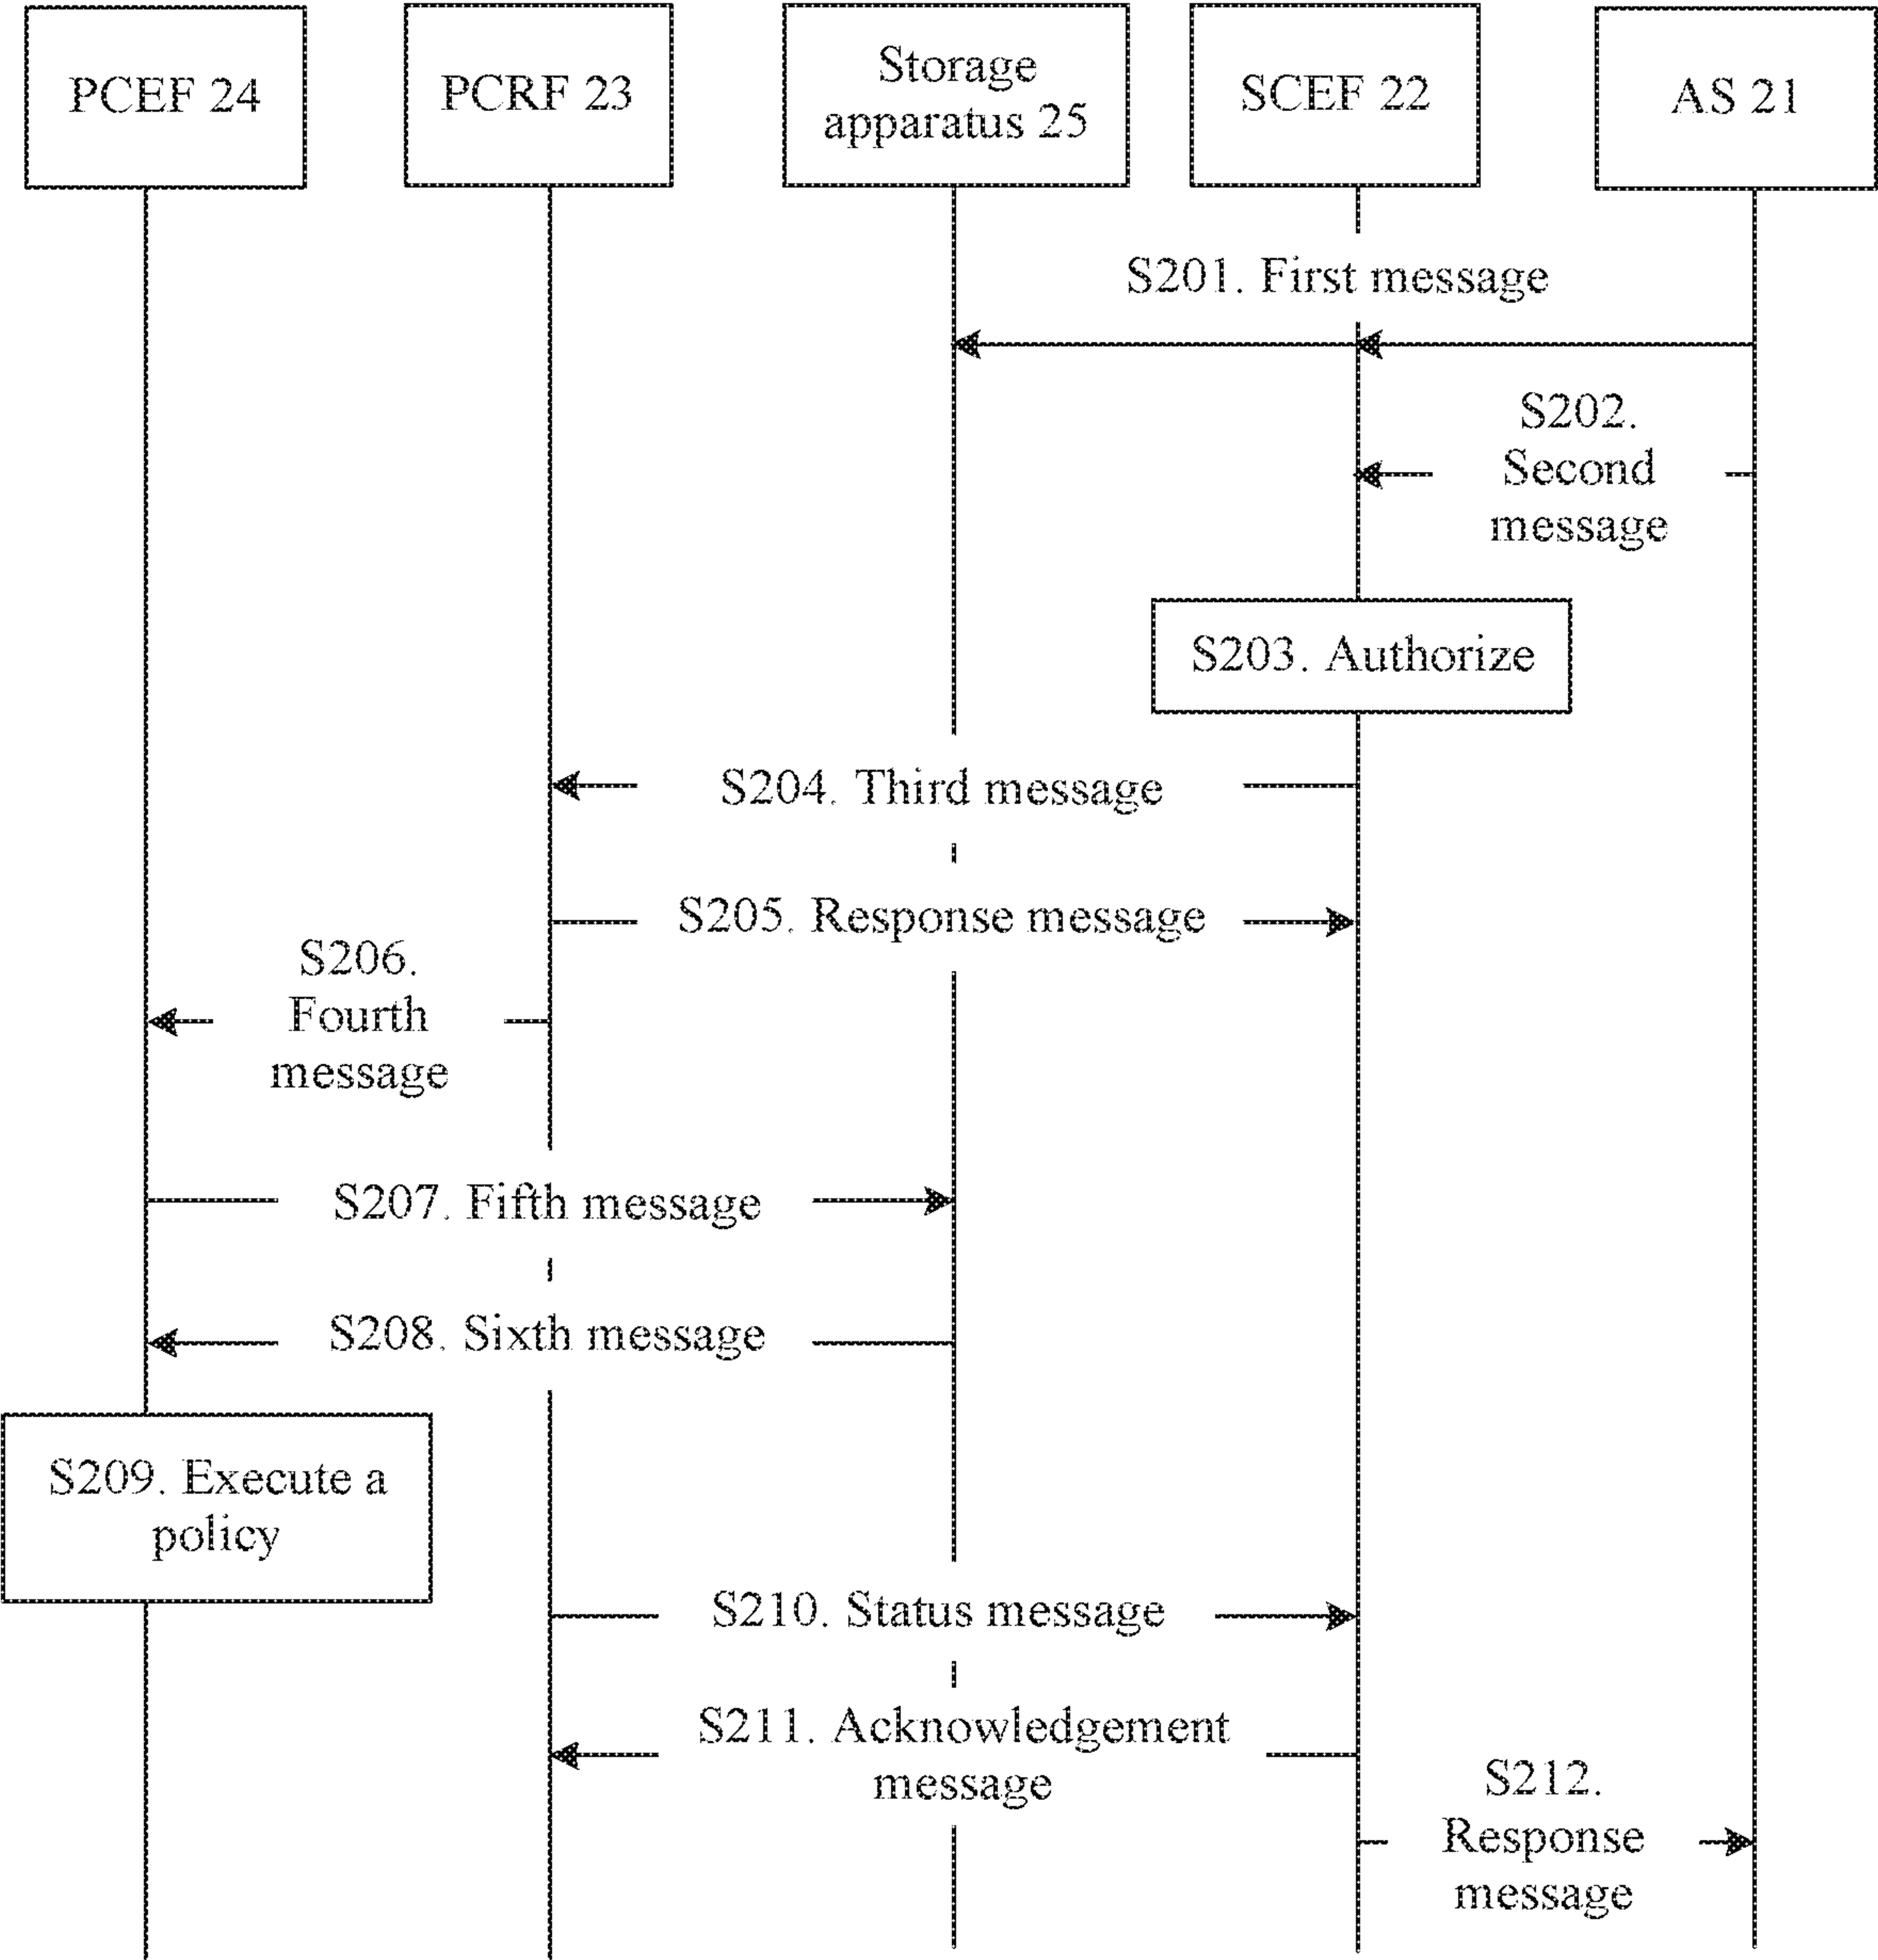 PCEF 24
PCRF 23
Storage
apparatus 25
SCEF 22
AS 21
S201. First message
S202.
Second
message
S203. Authorize
S204. Third message
S205. Response message
S206.
Fourth
message
S207. Fifth message
S208. Sixth message
S209. Execute a
policy
S210. Status message
S211. Acknowledgement
message
S212.
Response
message